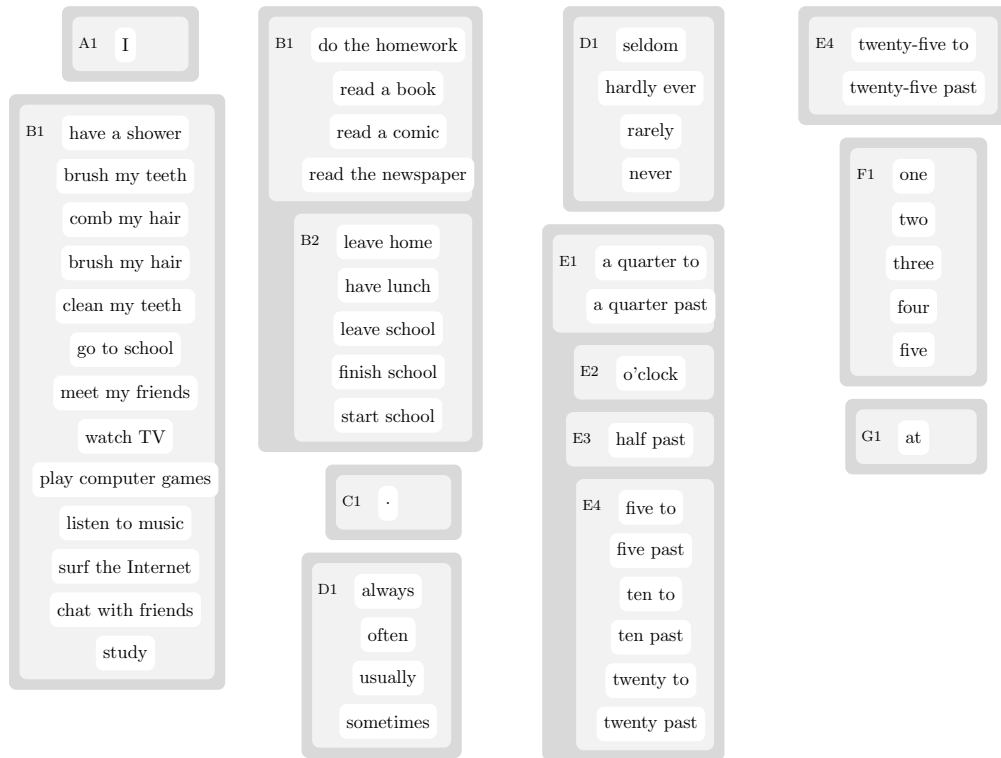 A1 I
B1 have a shower
brush my teeth
comb my hair
brush my hair
clean my teeth
go to school
meet my friends
watch TV
play computer games
listen to music
surf the Internet
chat with friends
study
B1 do the homework
read a book
read a comic
read the newspaper
B2 leave home
have lunch
leave school
finish school
start school
C1 .
D1 always
often
usually
sometimes
D1 seldom
hardly ever
rarely
never
E1 a quarter to
a quarter past
E2 o'clock
E3 half past
E4 five to
five past
ten to
ten past
twenty to
twenty past
E4 twenty-five to
twenty-five past
F1 one
two
three
four
five
G1 at